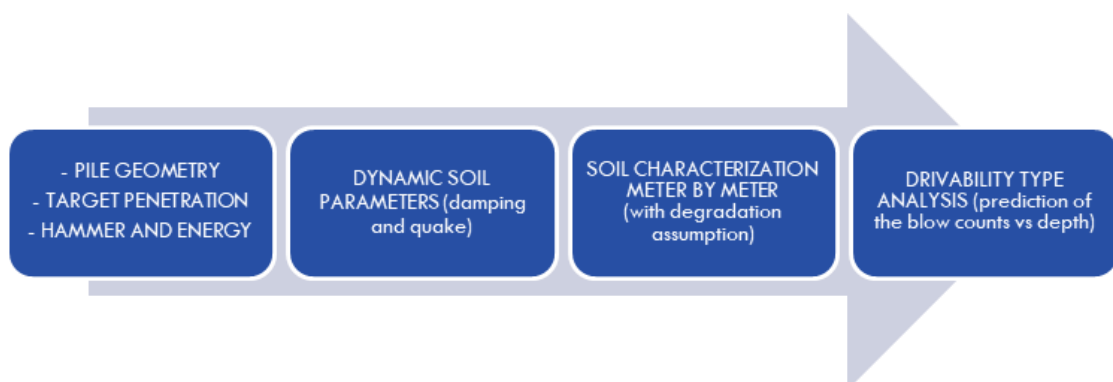 - PILE GEOMETRY
- TARGET PENETRATION
- HAMMER AND ENERGY
DYNAMIC SOIL
PARAMETERS (damping
and quake)
SOIL CHARACTERIZATION
METER BY METER
(with degradation
assumption)
DRIVABILITY TYPE
ANALYSIS (prediction of
the blow counts vs depth)